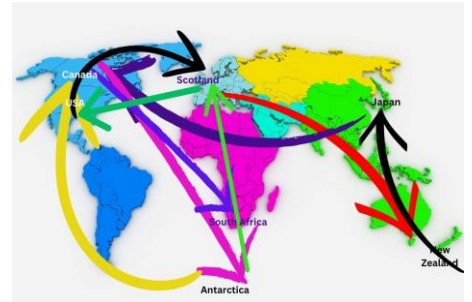 Canada
Scotland
USA
Japan
South Africa
New
Zealand
Antarctica